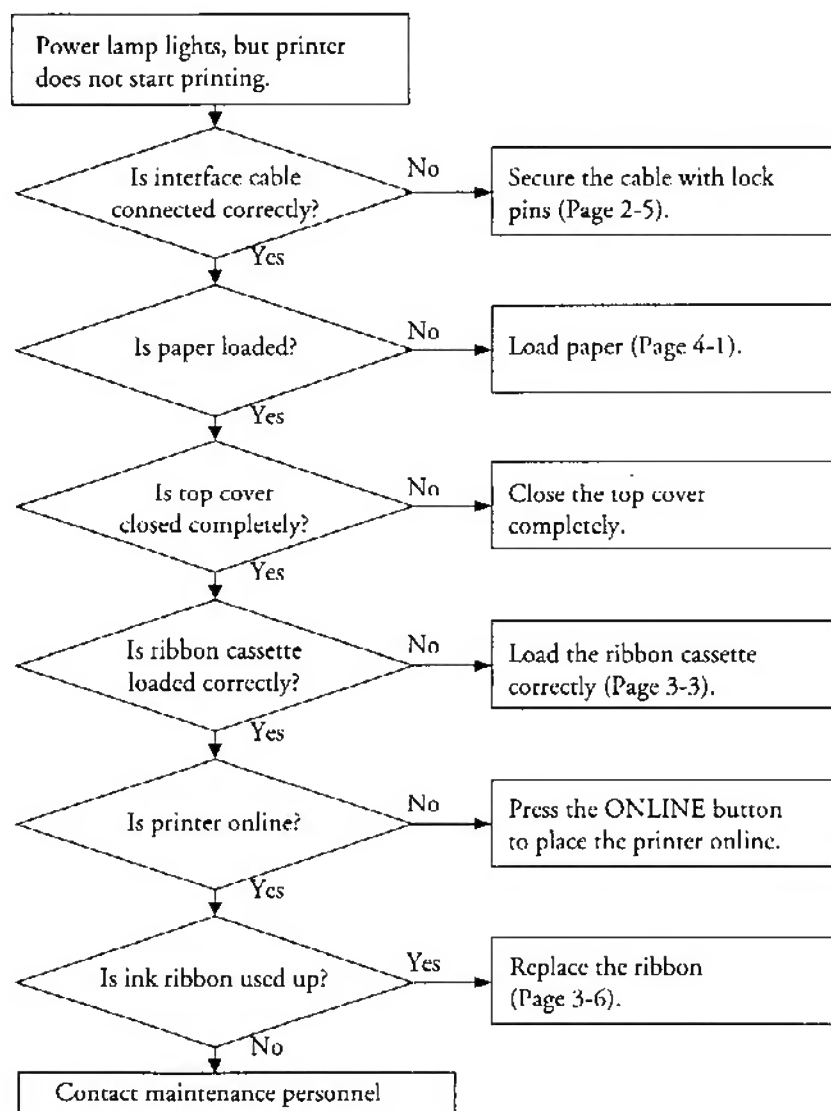 Power lamp lights, but printer
does not start printing.
Is interface cable
connected correctly?
No
Secure the cable with lock
pins (Page 2-5).
Yes
Is paper loaded?
No
Load paper (Page 4-1).
Yes
Is top cover
closed completely?
No
Close the top cover
completely.
Yes
Is ribbon cassette
loaded correctly?
No
Load the ribbon cassette
correctly (Page 3-3).
Yes
Is printer online?
No
Press the ONLINE button
to place the printer online.
Yes
Is ink ribbon used up?
Yes
Replace the ribbon
(Page 3-6).
No
Contact maintenance personnel